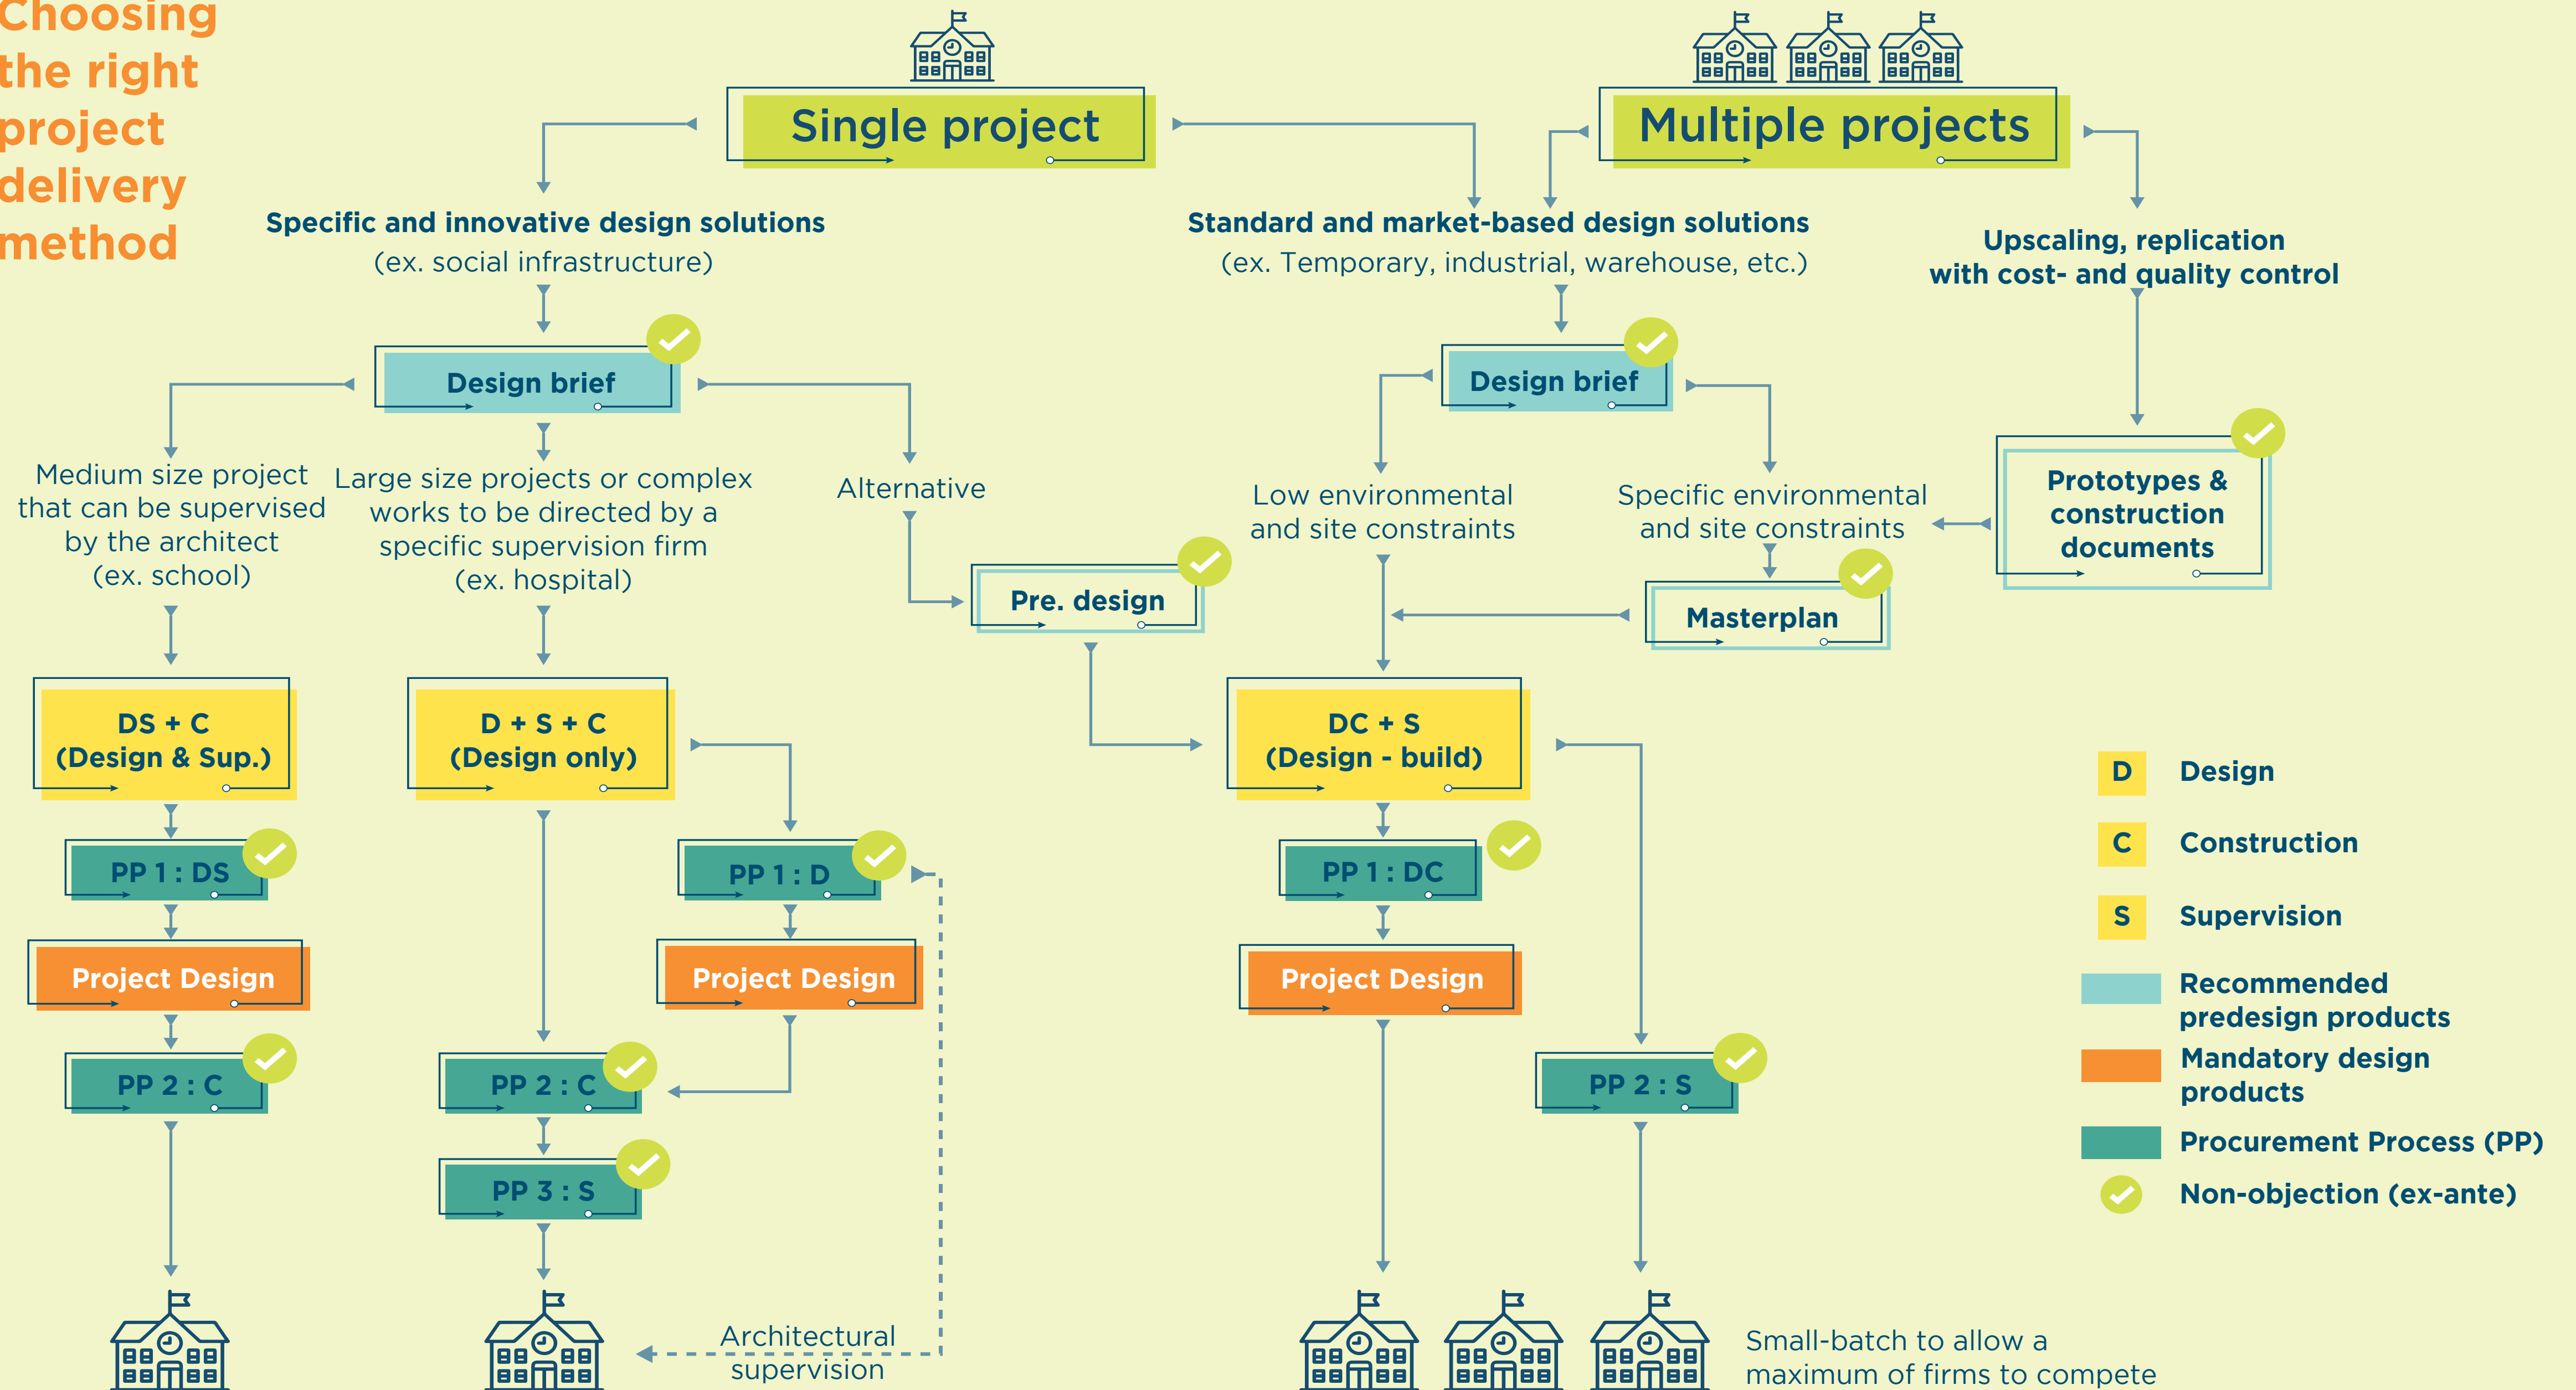 Choosing
the right
project
delivery
method
Single project
Multiple projects
Specific and innovative design solutions
(ex. social infrastructure)
Standard and market-based design solutions
(ex. Temporary, industrial, warehouse, etc.)
Upscaling, replication
with cost- and quality control
Design brief
Design brief
Medium size project
that can be supervised
by the architect
(ex. school)
Large size projects or complex
works to be directed by a
specific supervision firm
(ex. hospital)
Alternative
Pre. design
Low environmental
and site constraints
Specific environmental
and site constraints
Prototypes &
construction
documents
Masterplan
DS + C
(Design & Sup.)
D + S + C
(Design only)
DC + S
(Design - build)
PP 1 : DS
PP 1 : D
PP 1 : DC
Project Design
Project Design
Project Design
PP 2 : C
PP 2 : C
PP 2 : S
PP 3 : S
Architectural
supervision
Small-batch to allow a
maximum of firms to compete
D Design
C Construction
S Supervision
Recommended
predesign products
Mandatory design
products
Procurement Process (PP)
Non-objection (ex-ante)